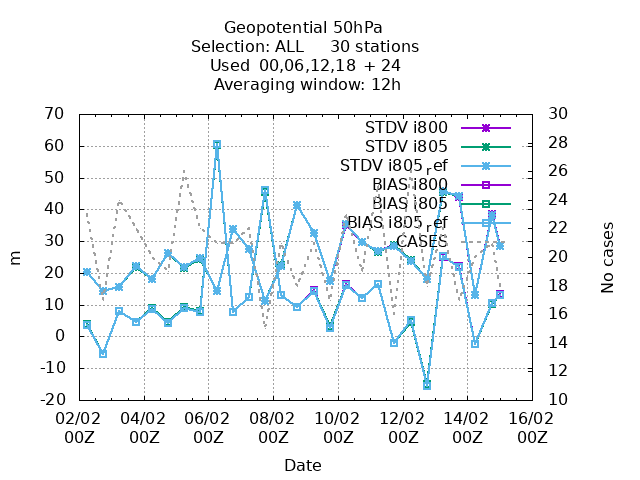 Geopotential 50hPa
Selection: ALL 30 stations
Used 00,06,12,18 + 24
Averaging window: 12h
70 30
60 28
50 26
40 24
30 22
20 20
10 18
0 16
-10 14
-20 12
10
m
No cases
STDV i800
STDV i805
STDV i805_ref
BIAS i800
BIAS i805
BIAS i805_ref
CASES
02/02 04/02 06/02 08/02 10/02 12/02 14/02 16/02
00Z 00Z 00Z 00Z 00Z 00Z 00Z 00Z
Date